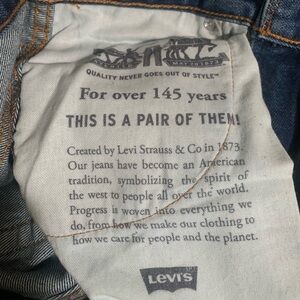 QUALITY NEVER GOES OUT OF STYLE™
For over 145 years
THIS IS A PAIR OF THEM!
Created by Levi Strauss & Co in 1873.
Our jeans have become an American
tradition, symbolizing the spirit of
the west to people all over the world.
Progress is woven into everything we
do, from how we make our clothing to
how we care for people and the planet.
LEVI'S